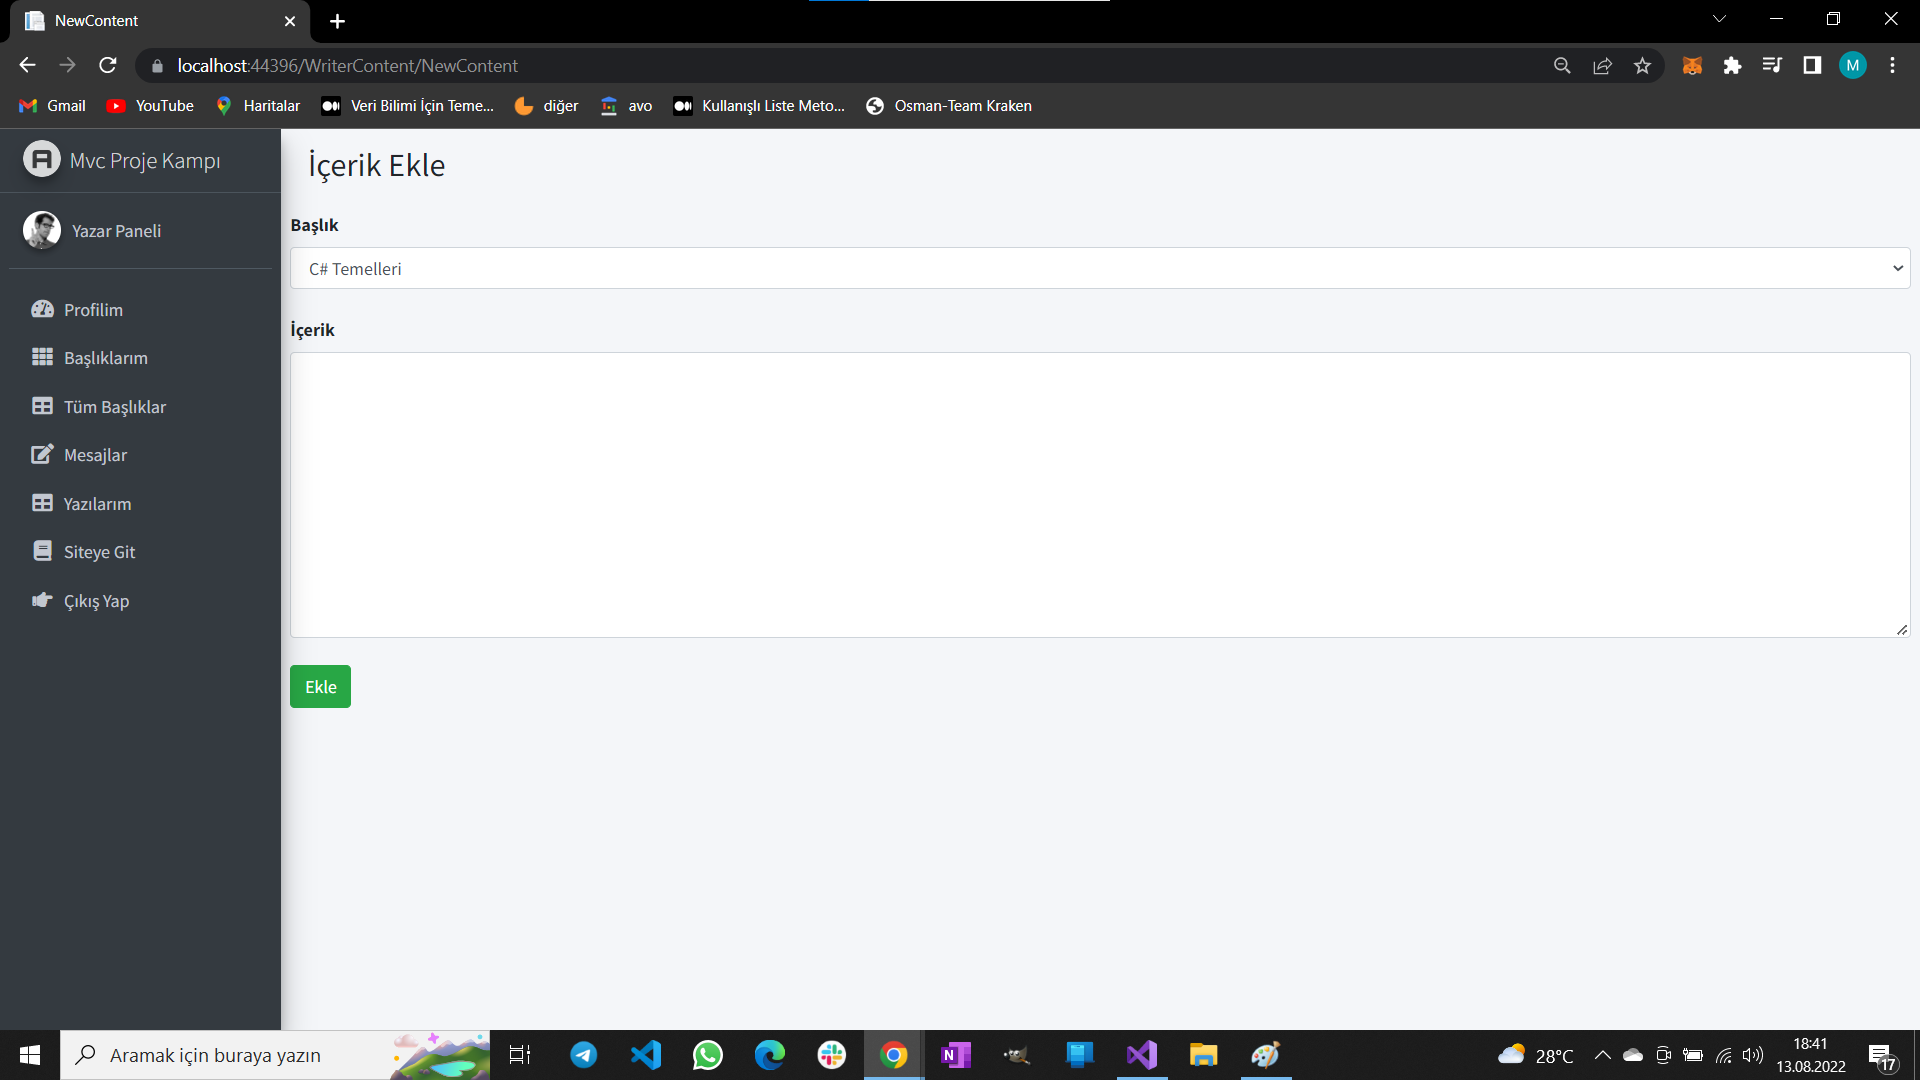 NewContent
localhost:44396/WriterContent/NewContent
M
Gmail YouTube Haritalar Veri Bilimi İçin Teme... diğer avo Kullanışlı Liste Meto... Osman-Team Kraken
Mvc Proje Kampı
Yazar Paneli
Profilim
Başlıklarım
Tüm Başlıklar
Mesajlar
Yazılarım
Siteye Git
Çıkış Yap
İçerik Ekle
Başlık
C# Temelleri
İçerik
Ekle
Aramak için buraya yazın
N
28°C
18:41
13.08.2022
17